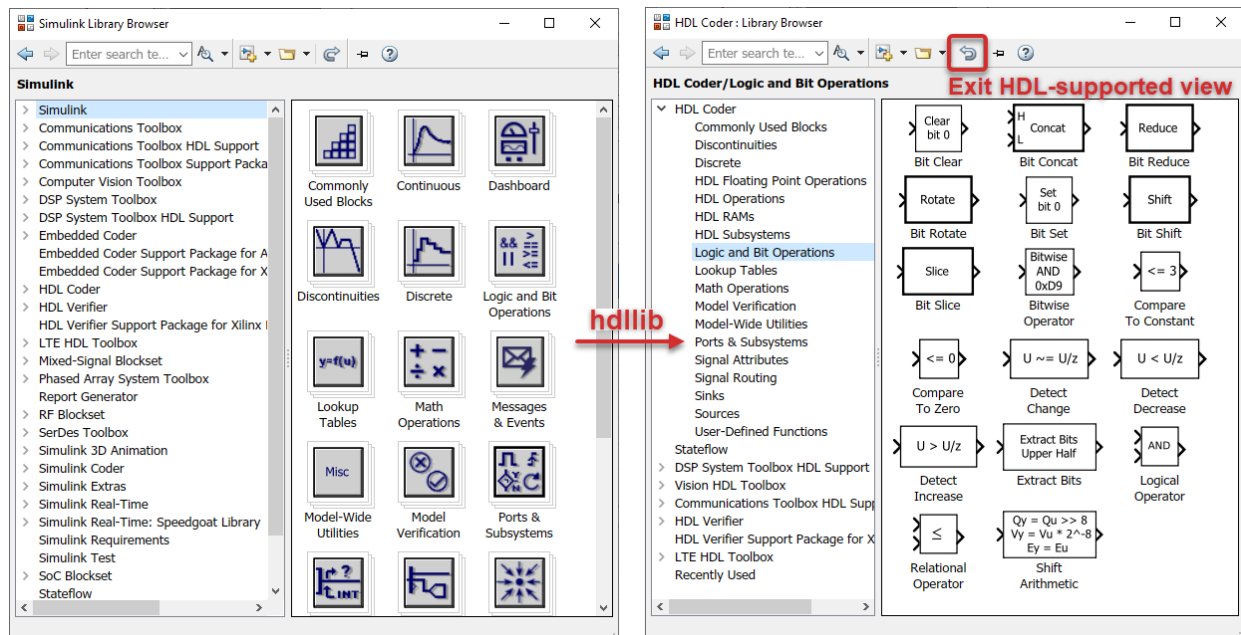 Simulink Library Browser
Enter search te...
Simulink
Simulink
Communications Toolbox
Communications Toolbox HDL Support
Communications Toolbox Support Packa
Computer Vision Toolbox
DSP System Toolbox
DSP System Toolbox HDL Support
Embedded Coder
Embedded Coder Support Package for A
Embedded Coder Support Package for X
HDL Coder
HDL Verifier
HDL Verifier Support Package for Xilinx
LTE HDL Toolbox
Mixed-Signal Blockset
Phased Array System Toolbox
Report Generator
RF Blockset
SerDes Toolbox
Simulink 3D Animation
Simulink Coder
Simulink Extras
Simulink Real-Time
Simulink Real-Time: Speedgoat Library
Simulink Requirements
Simulink Test
SoC Blockset
Stateflow
Commonly
Used Blocks
Continuous
Dashboard
Discontinuities
Discrete
&& >=
|| ==
<=
Logic and Bit
Operations
y=f(u)
Lookup
Tables
+ −
÷ ×
Math
Operations
Messages
& Events
Misc
Model-Wide
Utilities
Model
Verification
Ports &
Subsystems
?
INT
hdllib
HDL Coder : Library Browser
Enter search te...
HDL Coder/Logic and Bit Operations
Exit HDL-supported view
HDL Coder
Commonly Used Blocks
Discontinuities
Discrete
HDL Floating Point Operations
HDL Operations
HDL RAMs
HDL Subsystems
Logic and Bit Operations
Lookup Tables
Math Operations
Model Verification
Model-Wide Utilities
Ports & Subsystems
Signal Attributes
Signal Routing
Sinks
Sources
User-Defined Functions
Stateflow
DSP System Toolbox HDL Support
Vision HDL Toolbox
Communications Toolbox HDL Supp
HDL Verifier
HDL Verifier Support Package for X
LTE HDL Toolbox
Recently Used
Clear
bit 0
Bit Clear
H
L
Concat
Bit Concat
Reduce
Bit Reduce
Rotate
Bit Rotate
Set
bit 0
Bit Set
Shift
Bit Shift
Slice
Bit Slice
Bitwise
AND
0xD9
Bitwise
Operator
<= 3
Compare
To Constant
<= 0
Compare
To Zero
U ~= U/z
Detect
Change
U < U/z
Detect
Decrease
U > U/z
Detect
Increase
Extract Bits
Upper Half
Extract Bits
AND
Logical
Operator
≤
Relational
Operator
Qy = Qu >> 8
Vy = Vu * 2^-8
Ey = Eu
Shift
Arithmetic